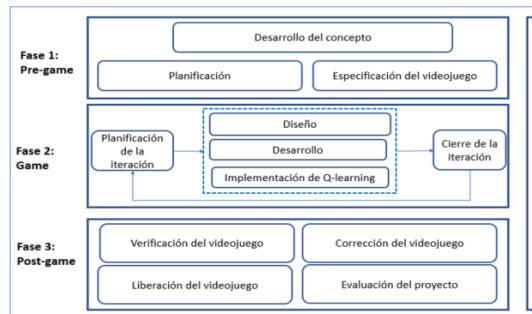 Fase 1:
Pre-game
Desarrollo del concepto
Planificación
Especificación del videojuego
Fase 2:
Game
Planificación
de la
iteración
Diseño
Desarrollo
Implementación de Q-learning
Cierre de la
iteración
Fase 3:
Post-game
Verificación del videojuego
Corrección del videojuego
Liberación del videojuego
Evaluación del proyecto